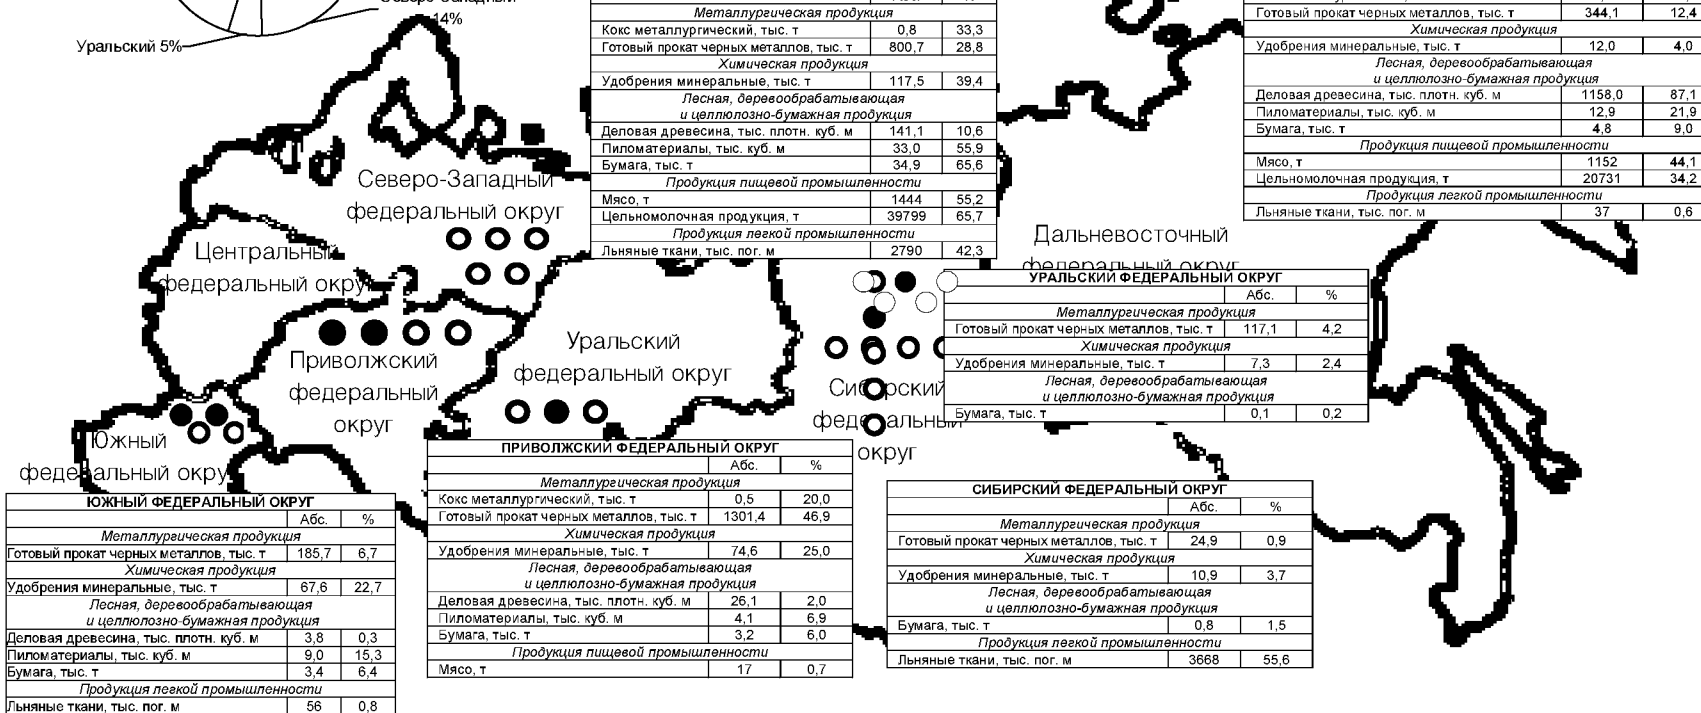 14%
Уральский 5%
Металлургическая продукция
Кокс металлургический, тыс. т 0,8 33,3
Готовый прокат черных металлов, тыс. т 800,7 28,8
Химическая продукция
Удобрения минеральные, тыс. т 117,5 39,4
Лесная, деревообрабатывающая
и целлюлозно-бумажная продукция
Деловая древесина, тыс. плотн. куб. м 141,1 10,6
Пиломатериалы, тыс. куб. м 33,0 55,9
Бумага, тыс. т 34,9 65,6
Продукция пищевой промышленности
Мясо, т 1444 55,2
Цельномолочная продукция, т 39799 65,7
Продукция легкой промышленности
Льняные ткани, тыс. пог. м 2790 42,3
Готовый прокат черных металлов, тыс. т 344,1 12,4
Химическая продукция
Удобрения минеральные, тыс. т 12,0 4,0
Лесная, деревообрабатывающая
и целлюлозно-бумажная продукция
Деловая древесина, тыс. плотн. куб. м 1158,0 87,1
Пиломатериалы, тыс. куб. м 12,9 21,9
Бумага, тыс. т 4,8 9,0
Продукция пищевой промышленности
Мясо, т 1152 44,1
Цельномолочная продукция, т 20731 34,2
Продукция легкой промышленности
Льняные ткани, тыс. пог. м 37 0,6
Северо-Западный
федеральный округ
Центральный
федеральный округ
Приволжский
федеральный
округ
Уральский
федеральный округ
Сибирский
федеральный
округ
Дальневосточный
федеральный округ
Южный
федеральный округ
УРАЛЬСКИЙ ФЕДЕРАЛЬНЫЙ ОКРУГ
Абс. %
Металлургическая продукция
Готовый прокат черных металлов, тыс. т 117,1 4,2
Химическая продукция
Удобрения минеральные, тыс. т 7,3 2,4
Лесная, деревообрабатывающая
и целлюлозно-бумажная продукция
Бумага, тыс. т 0,1 0,2
ПРИВОЛЖСКИЙ ФЕДЕРАЛЬНЫЙ ОКРУГ
Абс. %
Металлургическая продукция
Кокс металлургический, тыс. т 0,5 20,0
Готовый прокат черных металлов, тыс. т 1301,4 46,9
Химическая продукция
Удобрения минеральные, тыс. т 74,6 25,0
Лесная, деревообрабатывающая
и целлюлозно-бумажная продукция
Деловая древесина, тыс. плотн. куб. м 26,1 2,0
Пиломатериалы, тыс. куб. м 4,1 6,9
Бумага, тыс. т 3,2 6,0
Продукция пищевой промышленности
Мясо, т 17 0,7
СИБИРСКИЙ ФЕДЕРАЛЬНЫЙ ОКРУГ
Абс. %
Металлургическая продукция
Готовый прокат черных металлов, тыс. т 24,9 0,9
Химическая продукция
Удобрения минеральные, тыс. т 10,9 3,7
Лесная, деревообрабатывающая
и целлюлозно-бумажная продукция
Бумага, тыс. т 0,8 1,5
Продукция легкой промышленности
Льняные ткани, тыс. пог. м 3668 55,6
ЮЖНЫЙ ФЕДЕРАЛЬНЫЙ ОКРУГ
Абс. %
Металлургическая продукция
Готовый прокат черных металлов, тыс. т 185,7 6,7
Химическая продукция
Удобрения минеральные, тыс. т 67,6 22,7
Лесная, деревообрабатывающая
и целлюлозно-бумажная продукция
Деловая древесина, тыс. плотн. куб. м 3,8 0,3
Пиломатериалы, тыс. куб. м 9,0 15,3
Бумага, тыс. т 3,4 6,4
Продукция легкой промышленности
Льняные ткани, тыс. пог. м 56 0,8